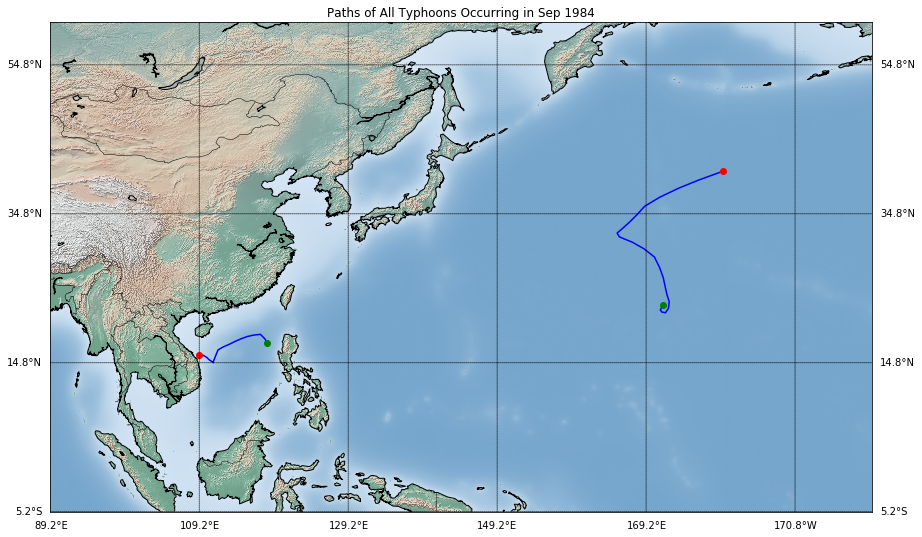 Paths of All Typhoons Occurring in Sep 1984
54.8°N 54.8°N
34.8°N 34.8°N
14.8°N 14.8°N
5.2°S 5.2°S
89.2°E 109.2°E 129.2°E 149.2°E 169.2°E 170.8°W